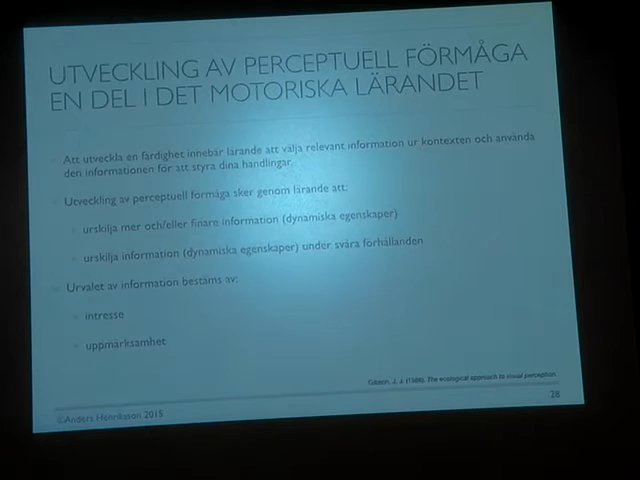 UTVECKLING AV PERCEPTUELL FÖRMÅGA
EN DEL I DET MOTORISKA LÄRANDET
Att utveckla en färdighet innebär lärande att välja relevant information ur kontexten och använda
den informationen för att styra dina handlingar.
Utveckling av perceptuell förmåga sker genom lärande att:
urskilja mer och/eller finare information (dynamiska egenskaper)
urskilja information (dynamiska egenskaper) under svåra förhållanden
Urvalet av information bestäms av:
intresse
uppmärksamhet
Gibson, J. J. (1986). The ecological approach to visual perception.
©Anders Henriksson 2015
28